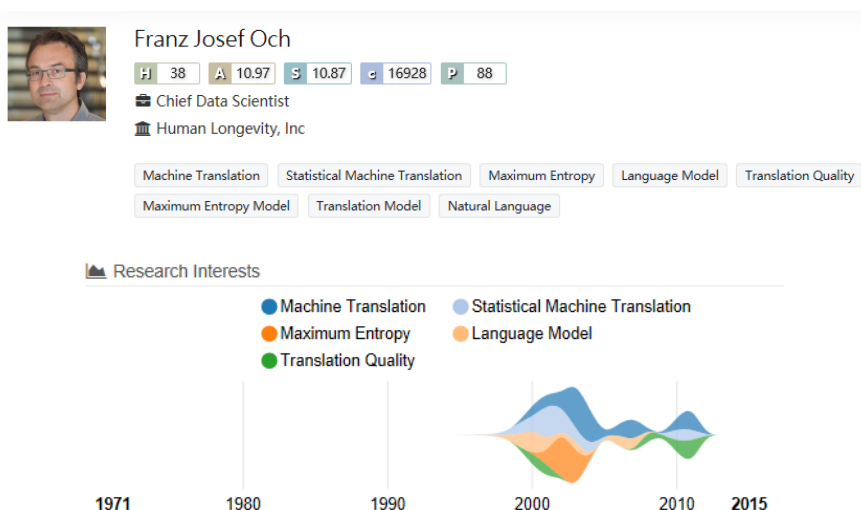 Franz Josef Och
H 38 A 10.97 S 10.87 c 16928 P 88
Chief Data Scientist
Human Longevity, Inc
Machine Translation Statistical Machine Translation Maximum Entropy Language Model Translation Quality
Maximum Entropy Model Translation Model Natural Language
Research Interests
Machine Translation Statistical Machine Translation
Maximum Entropy Language Model
Translation Quality
1971 1980 1990 2000 2010 2015